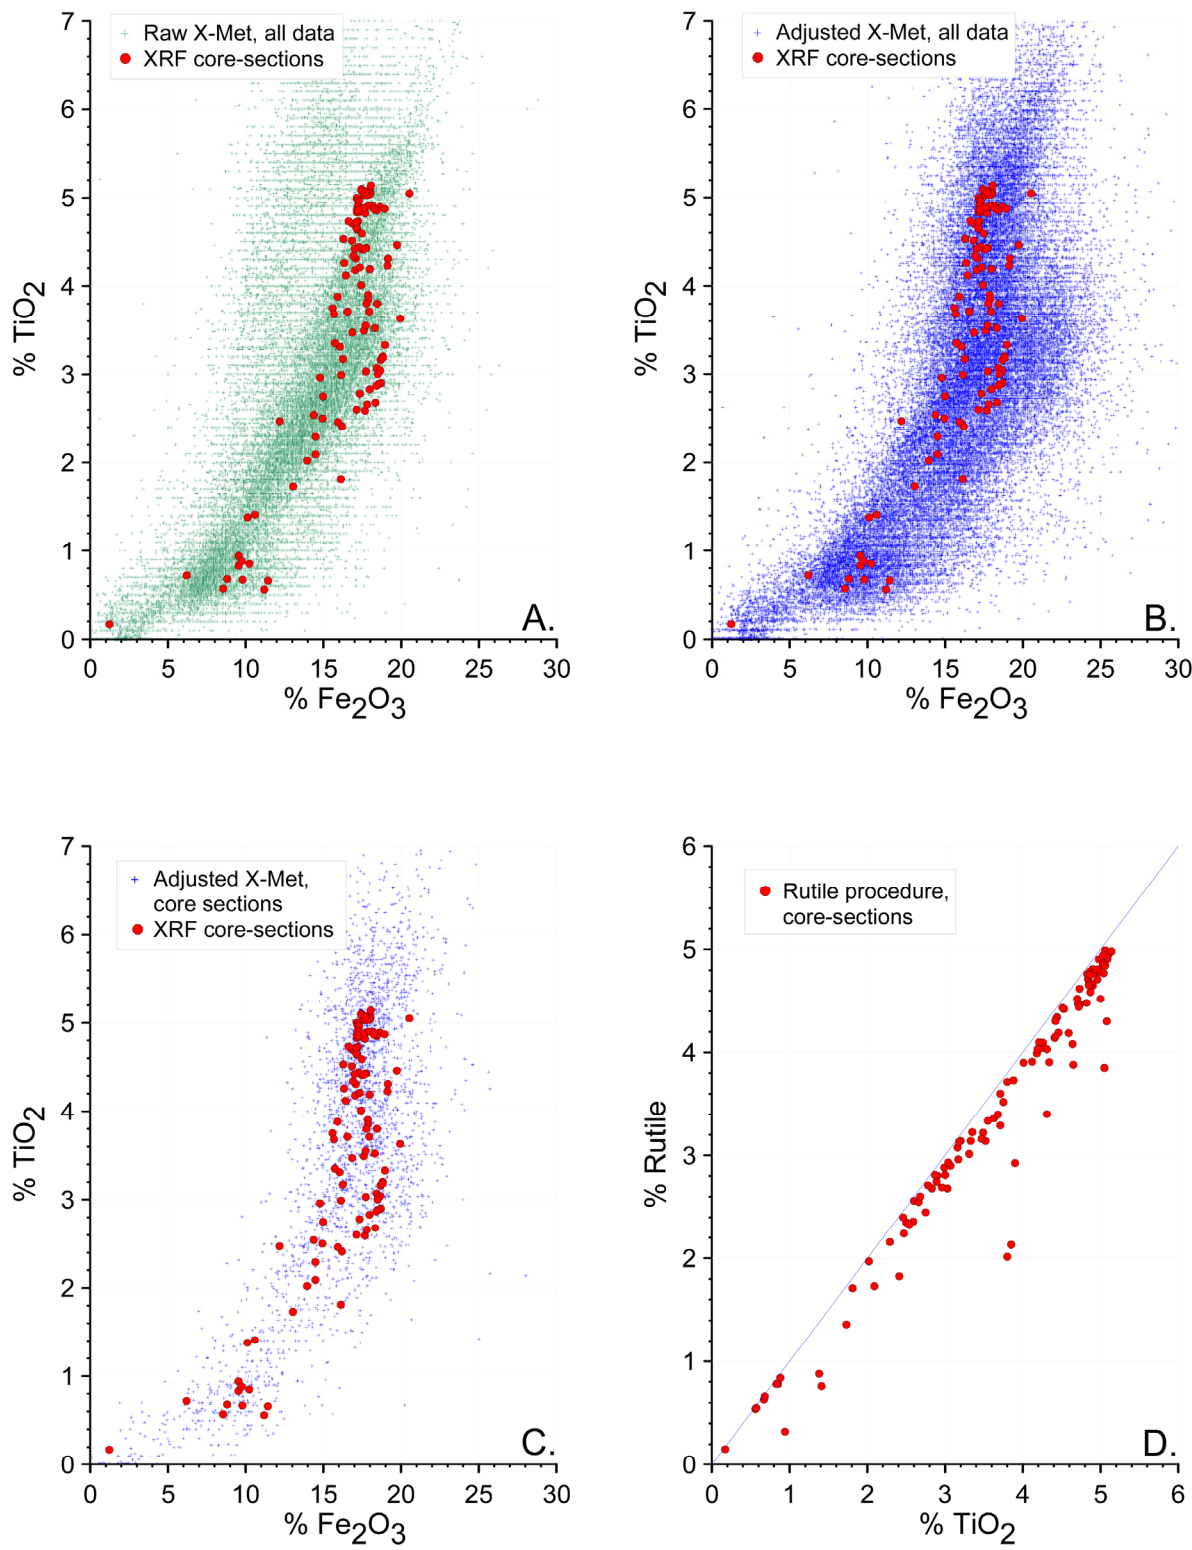 Raw X-Met, all data
XRF core-sections
7
6
5
4
3
2
1
0
% TiO2
0 5 10 15 20 25 30
% Fe2O3
A.
Adjusted X-Met, all data
XRF core-sections
7
6
5
4
3
2
1
0
% TiO2
0 5 10 15 20 25 30
% Fe2O3
B.
Adjusted X-Met,
core sections
XRF core-sections
7
6
5
4
3
2
1
0
% TiO2
0 5 10 15 20 25 30
% Fe2O3
C.
Rutile procedure,
core-sections
6
5
4
3
2
1
0
% Rutile
0 1 2 3 4 5 6
% TiO2
D.